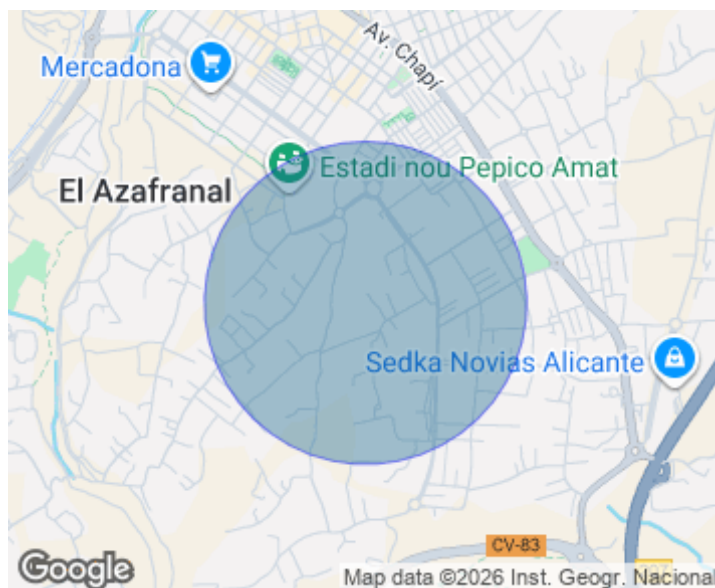 Av. Chapí
Mercadona
Estadi nou Pepico Amat
El Azafranal
Sedka Novias Alicante
CV-83
Google
Map data ©2026 Inst. Geogr. Nacional